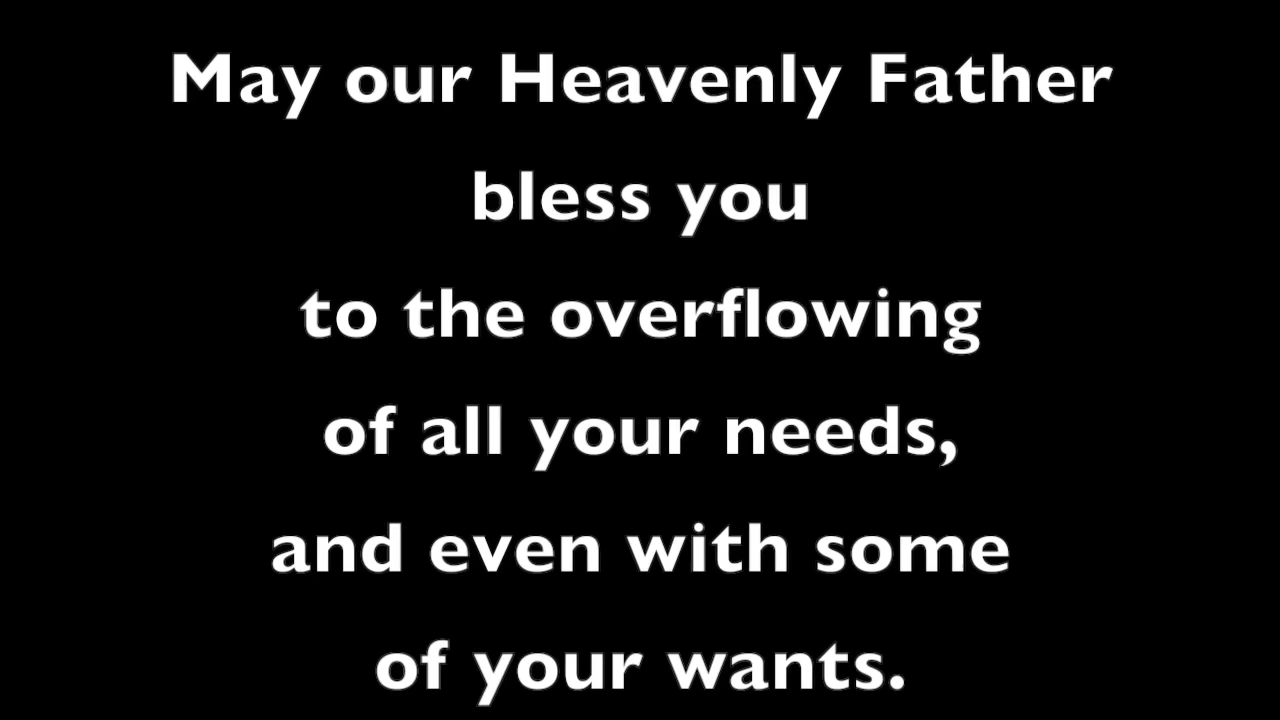 May our Heavenly Father
bless you
to the overflowing
of all your needs,
and even with some
of your wants.